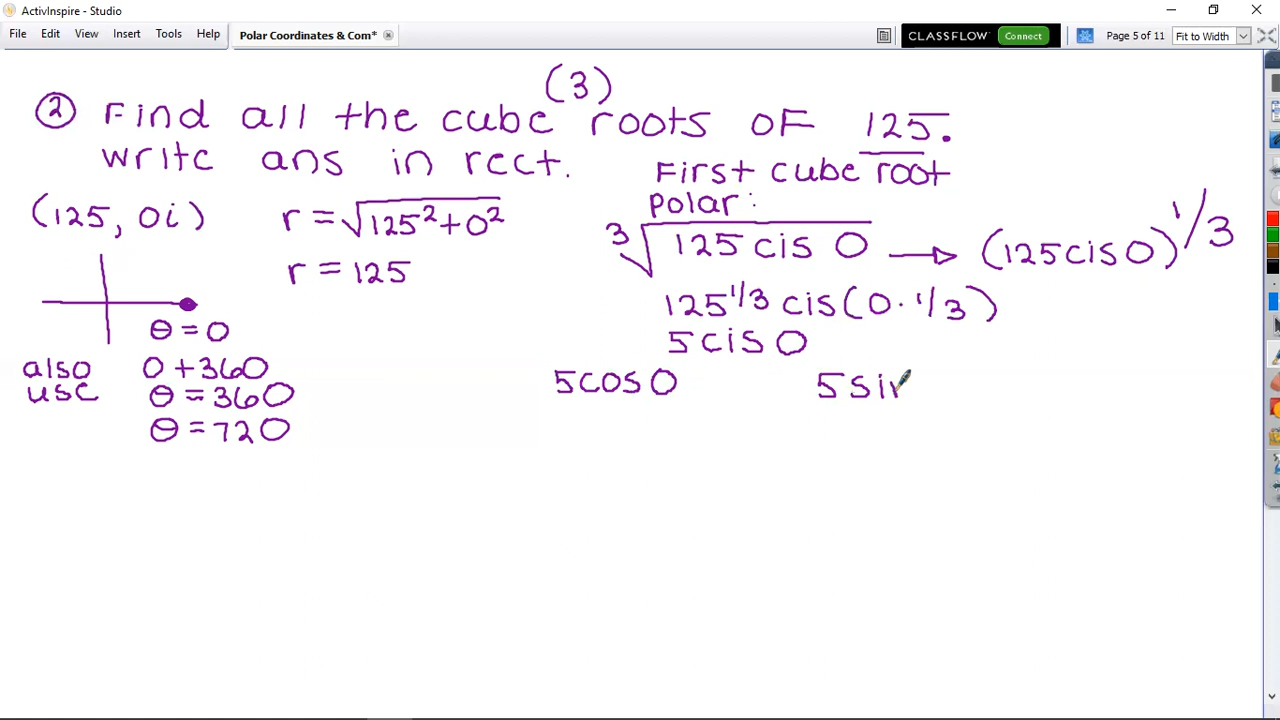 ActivInspire - Studio
File Edit View Insert Tools Help Polar Coordinates & Com* CLASSFLOW Connect Page 5 of 11 Fit to Width
(3)
② Find all the cube roots of 125.
write ans in rect.
First cube root
polar:
(125, 0i)
r = √125² + 0²
r = 125
θ = 0
also 0 + 360
use θ = 360
θ = 720
3√125 cis 0 → (125 cis 0)^1/3
125^1/3 cis(0 · 1/3)
5 cis 0
5 cos 0 5 sin